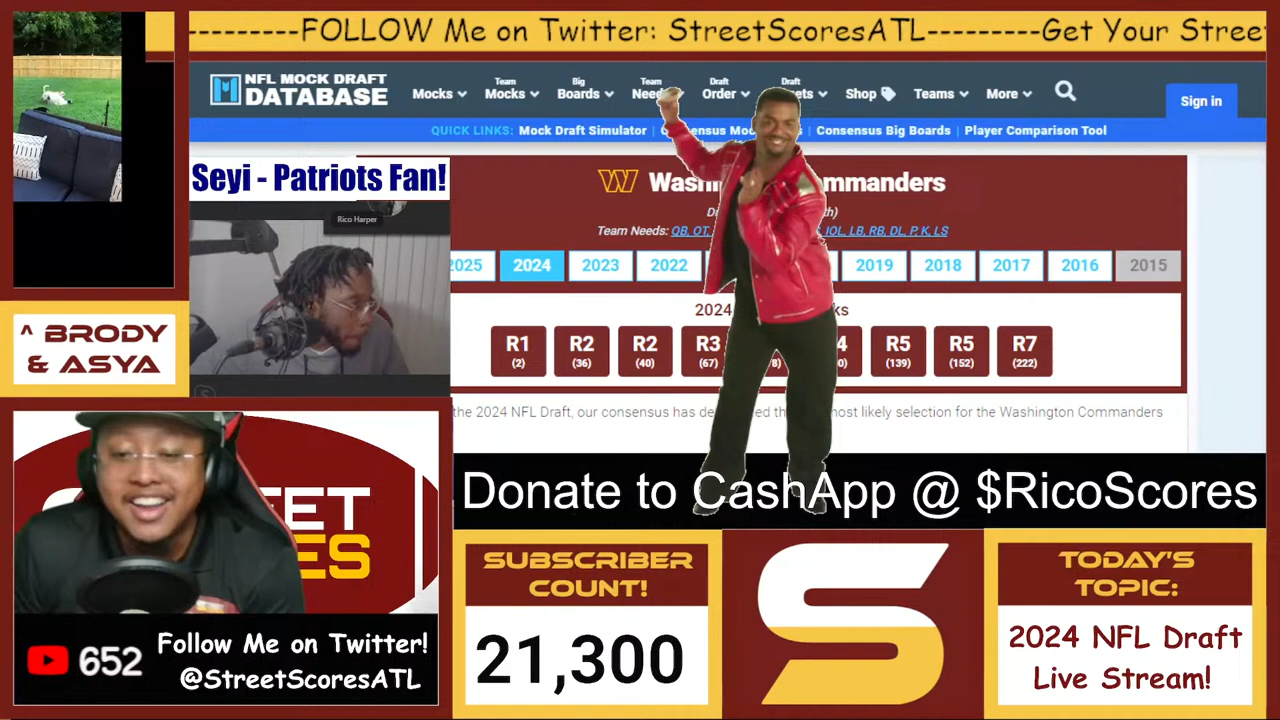 ---------FOLLOW Me on Twitter: StreetScoresATL---------Get Your Stree
NFL MOCK DRAFT
DATABASE
Mocks
Team
Mocks
Big
Boards
Team
Draft
Order
Draft
Shop
Teams
More
Sign in
QUICK LINKS: Mock Draft Simulator | Consensus Big Boards | Player Comparison Tool
Seyi - Patriots Fan!
Rico Harper
W
Commanders
Team Needs: QB, OT, IOL, LB, RB, DL, P, K, LS
2025 2024 2023 2022 2019 2018 2017 2016 2015
2024
R1
(2)
R2
(36)
R2
(40)
R3
(67)
R5
(139)
R5
(152)
R7
(222)
the 2024 NFL Draft, our consensus has most likely selection for the Washington Commanders
^ BRODY
& ASYA
Donate to CashApp @ $RicoScores
SUBSCRIBER
COUNT!
21,300
S
TODAY'S
TOPIC:
2024 NFL Draft
Live Stream!
652
Follow Me on Twitter!
@StreetScoresATL